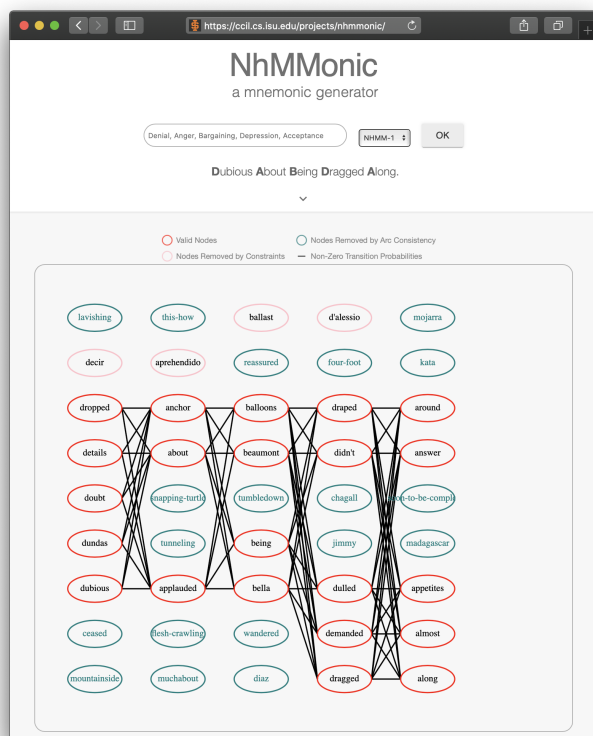 https://ccil.cs.isu.edu/projects/nhmmonic/
NhMMonic
a mnemonic generator
Denial, Anger, Bargaining, Depression, Acceptance
NHMM-1
OK
Dubious About Being Dragged Along.
Valid Nodes
Nodes Removed by Arc Consistency
Nodes Removed by Constraints
Non-Zero Transition Probabilities
lavishing this-how ballast d'alessio mojarra
decir aprehendido reassured four-foot kata
dropped anchor balloons draped around
details about beaumont didn't answer
doubt snapping-turtle tumbledown chagall
dundas tunneling being jimmy madagascar
dubious applauded bella dulled appetites
ceased flesh-crawling wandered demanded almost
mountainside muchabout diaz dragged along